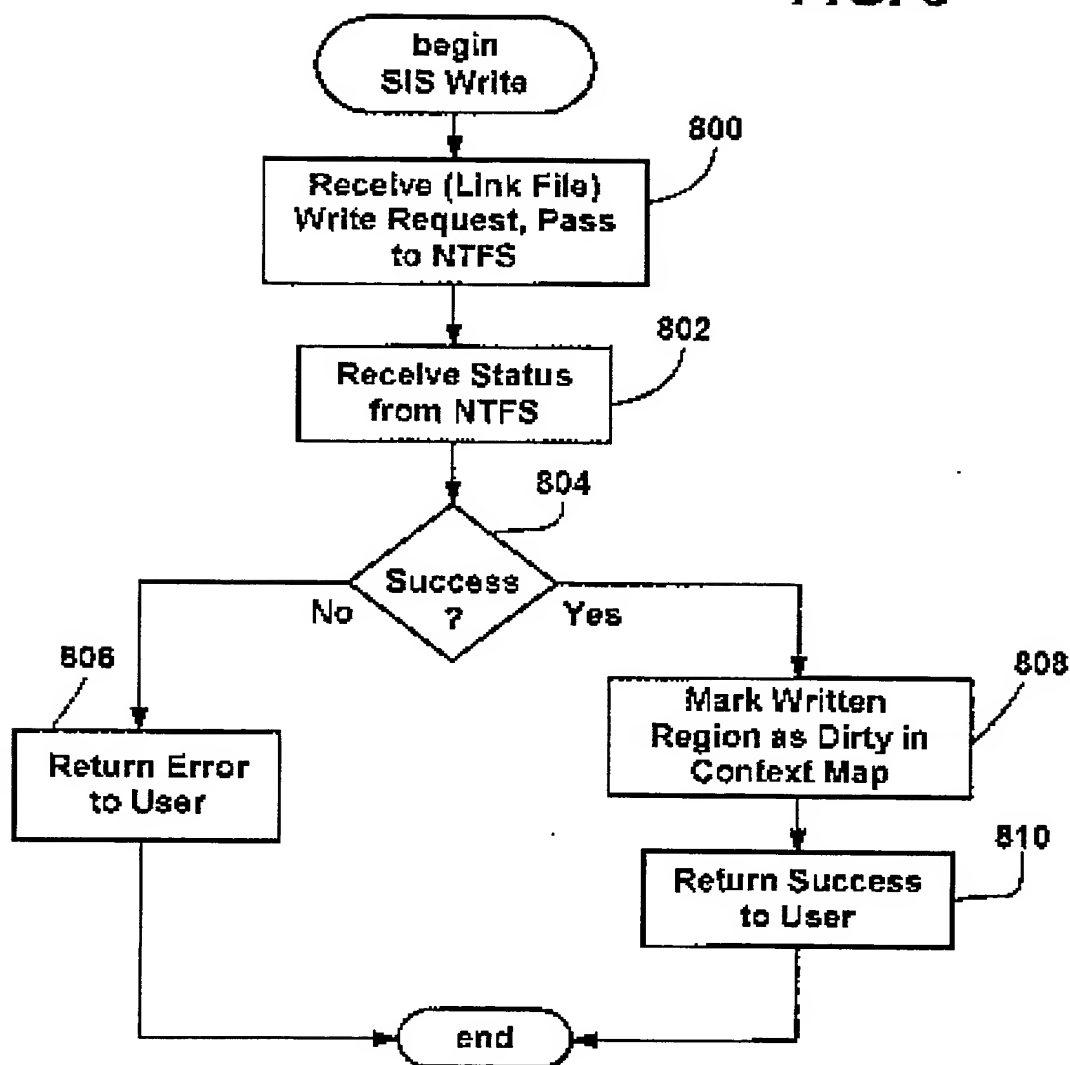 begin
SIS Write
800
Receive (Link File)
Write Request, Pass
to NTFS
802
Receive Status
from NTFS
804
Success
?
No
Yes
806
808
Return Error
to User
Mark Written
Region as Dirty in
Context Map
810
Return Success
to User
end